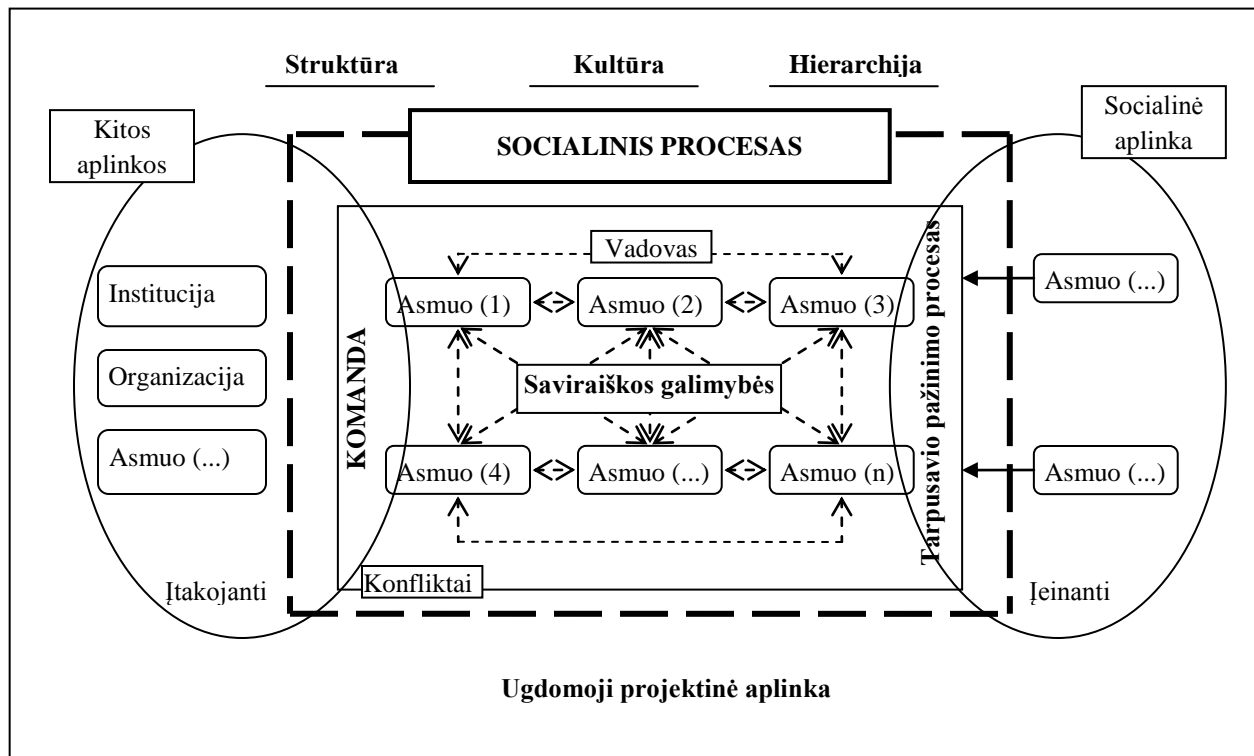 Struktūra
Kultūra
Hierarchija
Kitos
aplinkos
SOCIALINIS PROCESAS
Socialinė
aplinka
Vadovas
Institucija
Organizacija
Asmuo (...)
KOMANDA
Asmuo (1)
Asmuo (2)
Asmuo (3)
Saviraiškos galimybės
Asmuo (4)
Asmuo (...)
Asmuo (n)
Tarpusavio pažinimo procesas
Asmuo (...)
Asmuo (...)
Įtakojanti
Konfliktai
Įeinanti
Ugdomoji projektinė aplinka